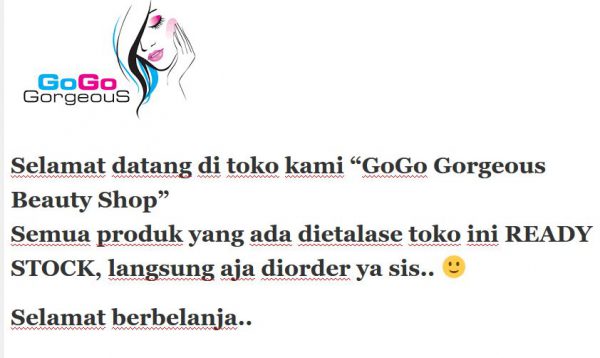 GoGo
GorgeouS
Selamat datang di toko kami “GoGo Gorgeous
Beauty Shop”
Semua produk yang ada dietalase toko ini READY
STOCK, langsung aja diorder ya sis.. 🙂
Selamat berbelanja..